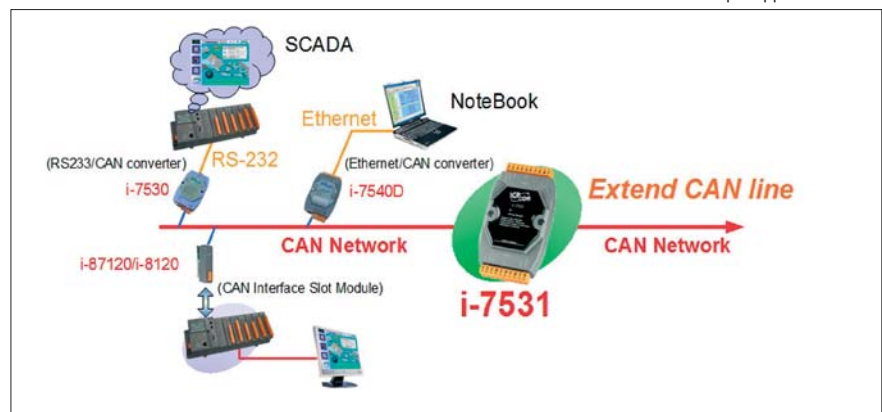 SCADA
NoteBook
Ethernet
(RS233/CAN converter)
RS-232
(Ethernet/CAN converter)
i-7530
i-7540D
Extend CAN line
CAN Network
CAN Network
i-87120/i-8120
(CAN Interface Slot Module)
i-7531